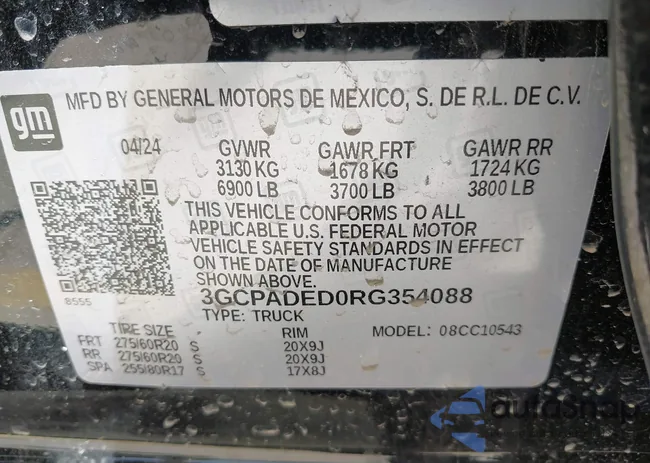 gm
MFD BY GENERAL MOTORS DE MEXICO, S. DE R.L. DE C.V.
04/24 GVWR GAWR FRT GAWR RR
3130 KG 1678 KG 1724 KG
6900 LB 3700 LB 3800 LB
THIS VEHICLE CONFORMS TO ALL
APPLICABLE U.S. FEDERAL MOTOR
VEHICLE SAFETY STANDARDS IN EFFECT
ON THE DATE OF MANUFACTURE
SHOWN ABOVE.
8555
3GCPADED0RG354088
TYPE: TRUCK MODEL: 08CC10543
TIRE SIZE RIM
FRT 275/60R20 S 20X9J
RR 275/60R20 S 20X9J
SPA 255/80R17 S 17X8J
autosnap